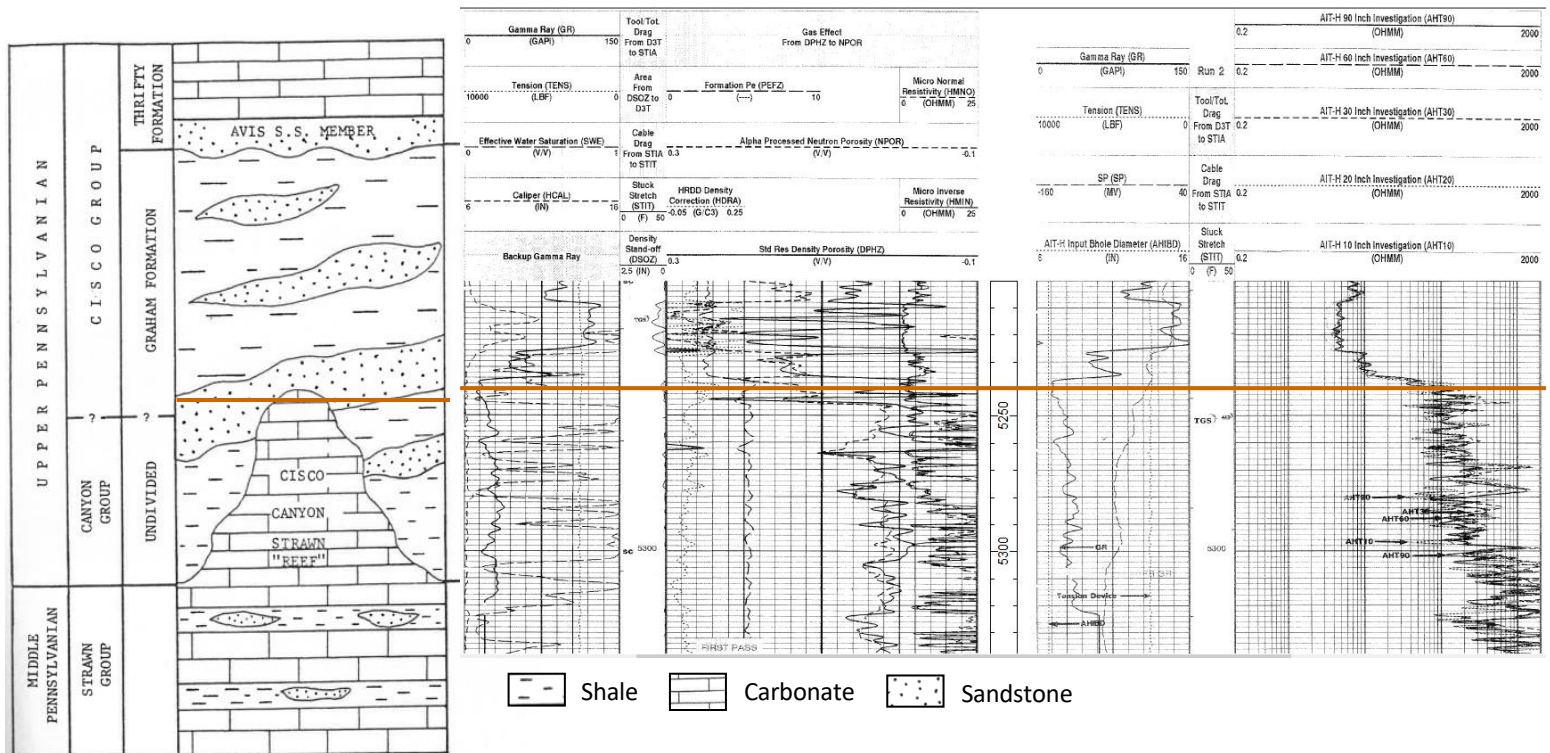 UPPER PENNSYLVANIAN
MIDDLE
PENNSYLVANIAN
CISCO GROUP
CANYON
GROUP
STRAWN
GROUP
THRIFTY
FORMATION
GRAHAM FORMATION
UNDIVIDED
?
?
AVIS S.S. MEMBER
CISCO
CANYON
STRAWN
"REEF"
Gamma Ray (GR)
0 (GAPI) 150
Tension (TENS)
10000 (LBF) 0
Effective Water Saturation (SWE)
0 (V/V)
Caliper (HCAL)
6 (IN) 16
Backup Gamma Ray
Tool/Tot.
Drag
From D3T
to STIA
Area
From
DSOZ to
D3T
Cable
Drag
From STIA
to STIT
Stuck
Stretch
(STIT)
0 (F) 50
Density
Stand-off
(DSOZ)
2.5 (IN)
Gas Effect
From DPHZ to NPOR
Formation Pe (PEFZ)
0 (----) 10
Micro Normal
Resistivity (HMNO)
0 (OHMM) 25
Alpha Processed Neutron Porosity (NPOR)
0.3 (V/V) -0.1
HRDD Density
Correction (HDRA)
-0.05 (G/C3) 0.25
Micro Inverse
Resistivity (HMIN)
0 (OHMM) 25
Std Res Density Porosity (DPHZ)
0.3 (V/V) -0.1
SC
TGS
SC 5300
FIRST PASS
5250
5300
Gamma Ray (GR)
0 (GAPI) 150
Tension (TENS)
10000 (LBF) 0
SP (SP)
-160 (MV) 40
AIT-H Input Bhole Diameter (AHIBD)
6 (IN) 16
Run 2
Tool/Tot.
Drag
From D3T
to STIA
Cable
Drag
From STIA
to STIT
Stuck
Stretch
(STIT)
0 (F) 50
AIT-H 90 Inch Investigation (AHT90)
0.2 (OHMM) 2000
AIT-H 60 Inch Investigation (AHT60)
0.2 (OHMM) 2000
AIT-H 30 Inch Investigation (AHT30)
0.2 (OHMM) 2000
AIT-H 20 Inch Investigation (AHT20)
0.2 (OHMM) 2000
AIT-H 10 Inch Investigation (AHT10)
0.2 (OHMM) 2000
TGS
GR
Tension Device
AHIBD
5300
AHT20
AHT30
AHT60
AHT10
AHT90
Shale
Carbonate
Sandstone